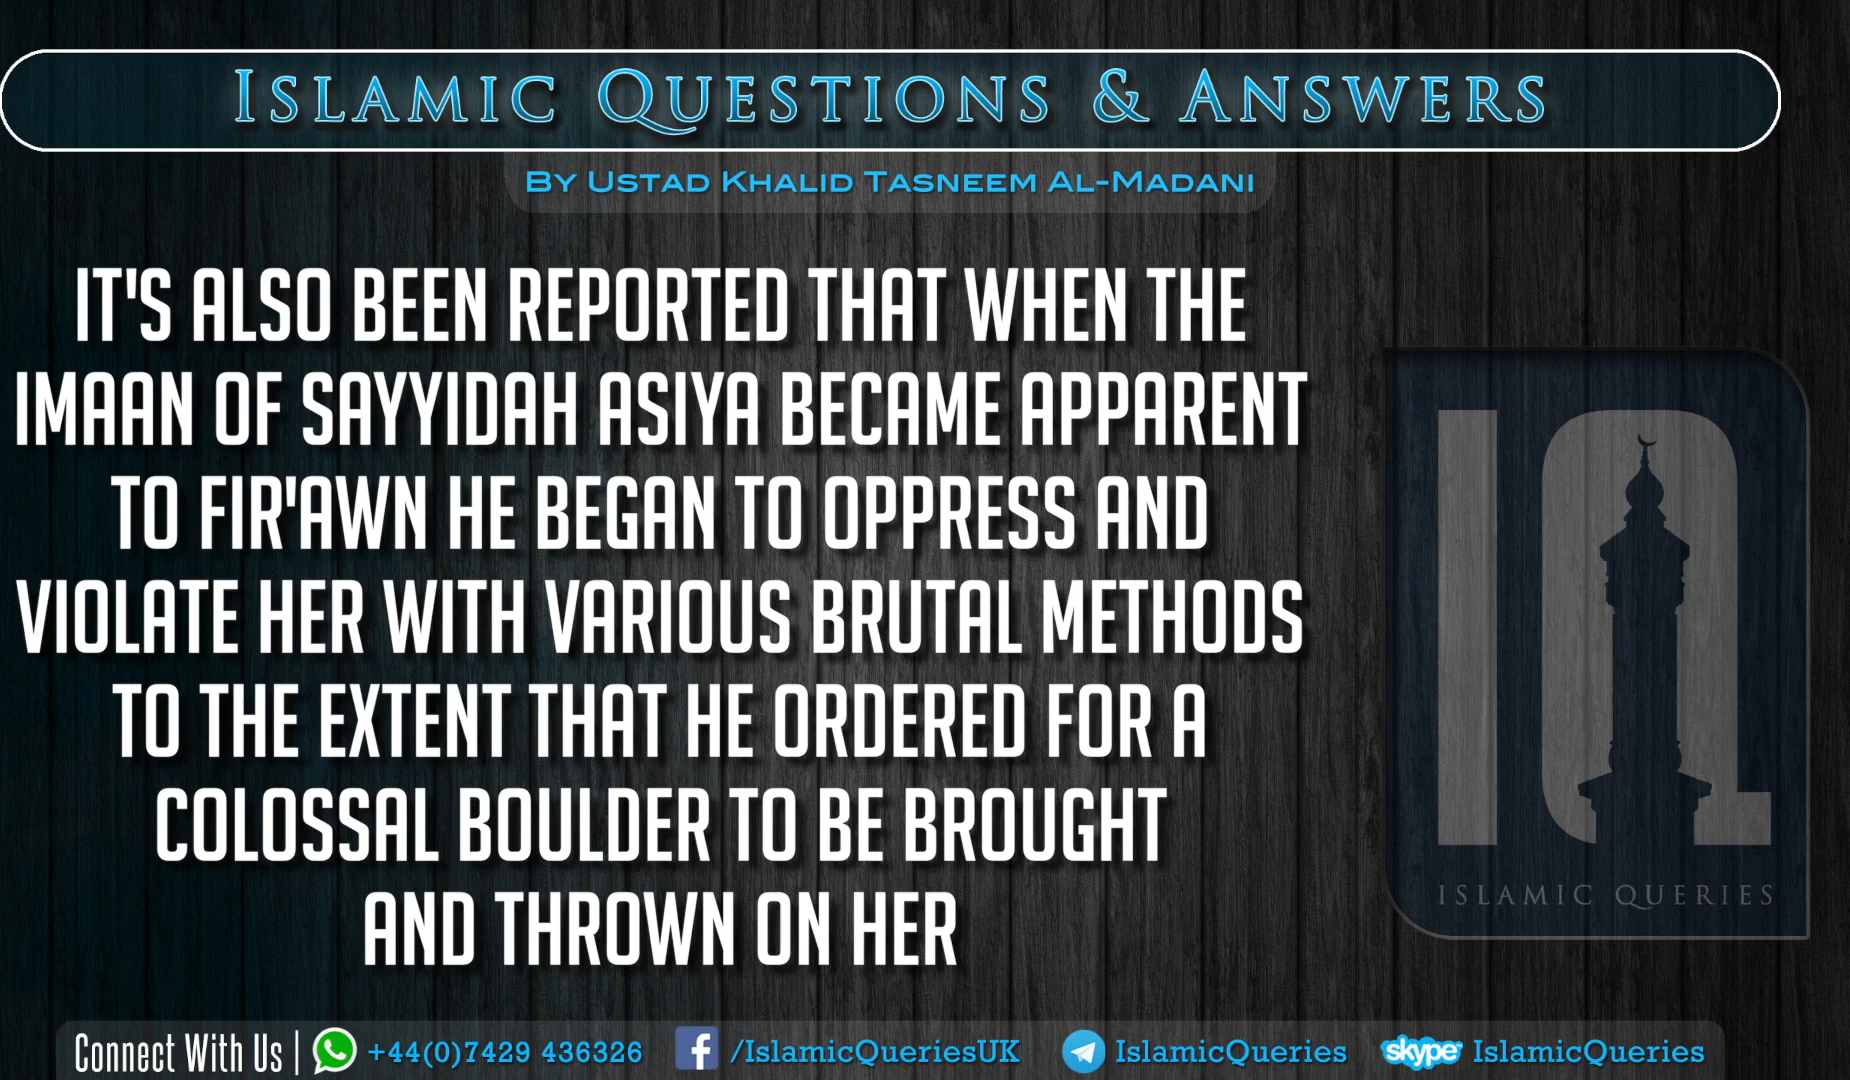 Islamic Questions & Answers
By Ustad Khalid Tasneem Al-Madani
IT'S ALSO BEEN REPORTED THAT WHEN THE
IMAAN OF SAYYIDAH ASIYA BECAME APPARENT
TO FIR'AWN HE BEGAN TO OPPRESS AND
VIOLATE HER WITH VARIOUS BRUTAL METHODS
TO THE EXTENT THAT HE ORDERED FOR A
COLOSSAL BOULDER TO BE BROUGHT
AND THROWN ON HER
IQ
ISLAMIC QUERIES
Connect With Us | +44(0)7429 436326 f /IslamicQueriesUK IslamicQueries skype IslamicQueries